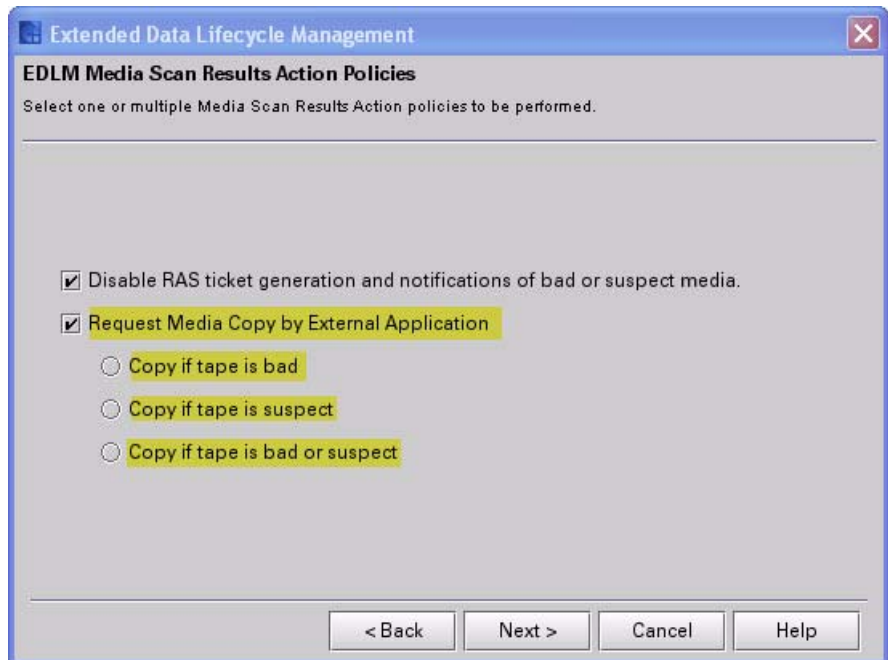 Extended Data Lifecycle Management
EDLM Media Scan Results Action Policies
Select one or multiple Media Scan Results Action policies to be performed.
Disable RAS ticket generation and notifications of bad or suspect media.
Request Media Copy by External Application
Copy if tape is bad
Copy if tape is suspect
Copy if tape is bad or suspect
< Back
Next >
Cancel
Help